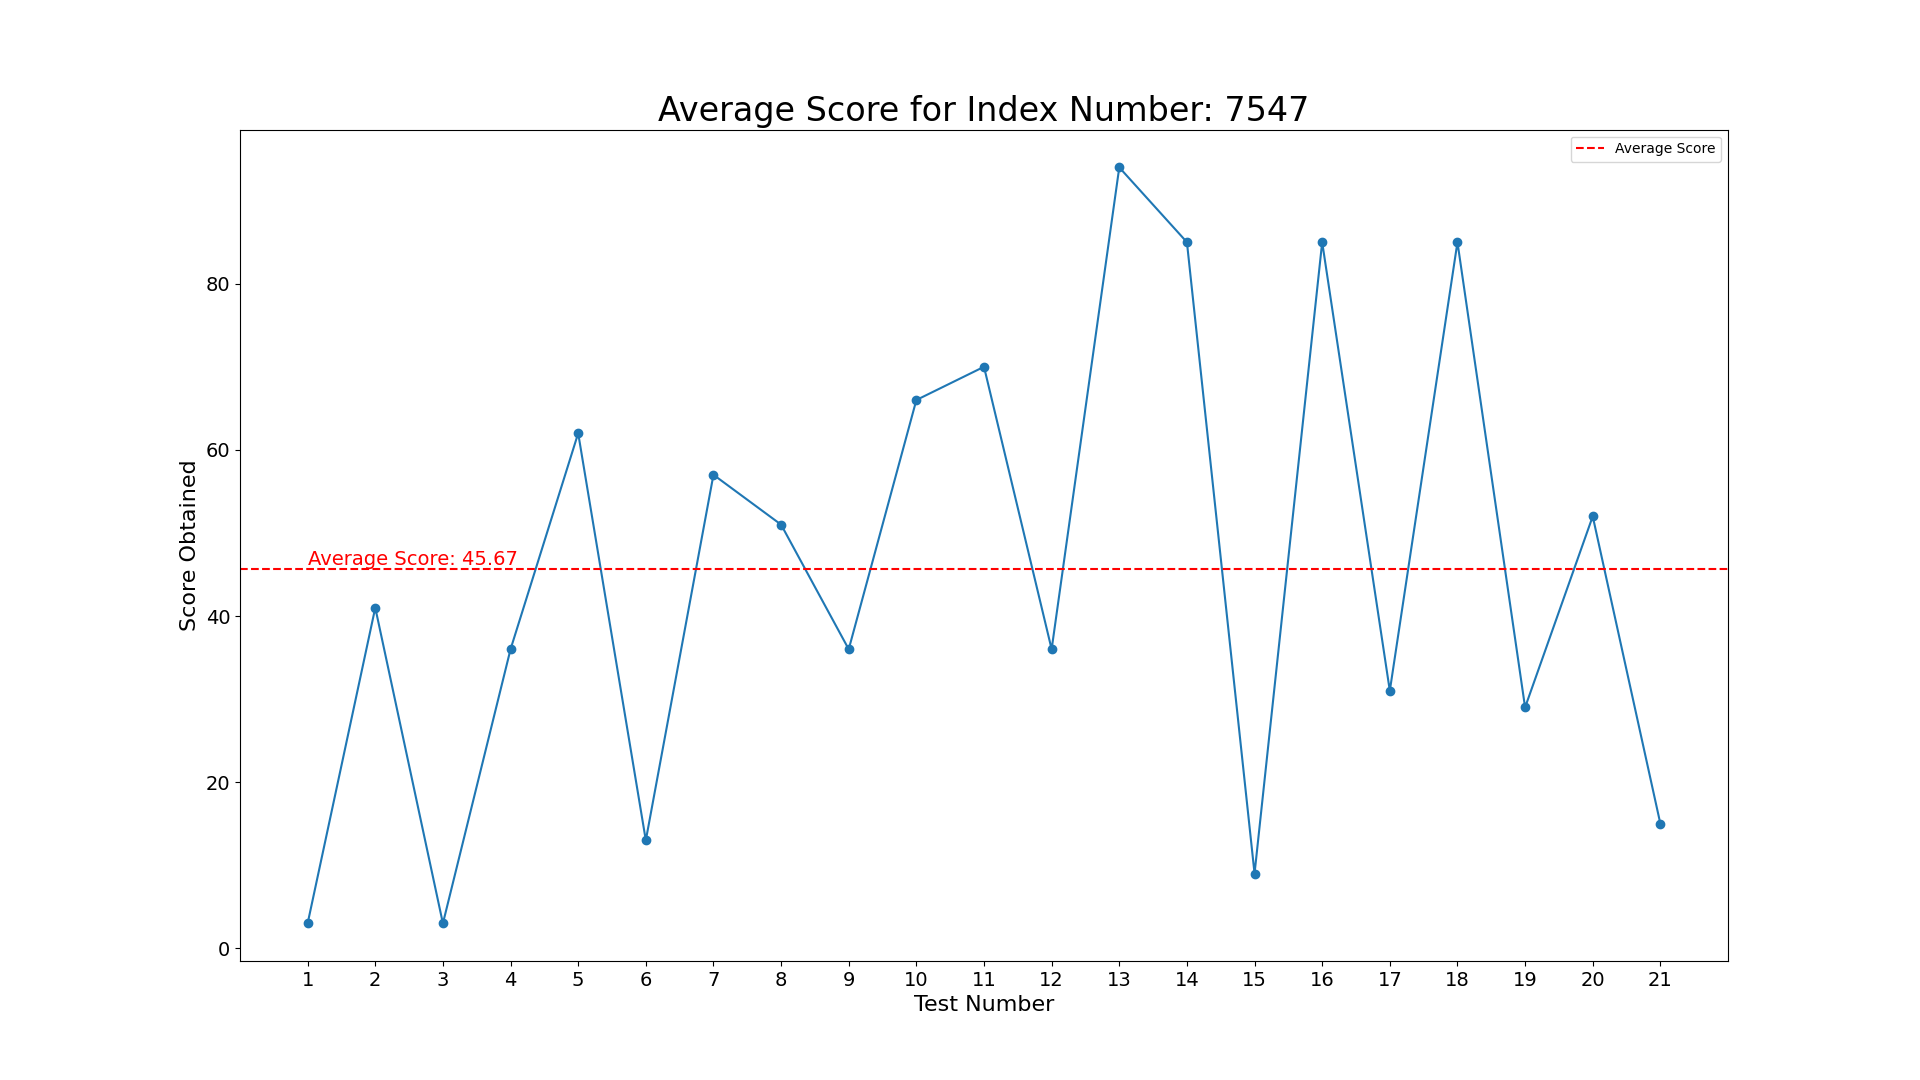 Average Score for Index Number: 7547
Average Score
Score Obtained
80
60
Average Score: 45.67
40
20
0
1 2 3 4 5 6 7 8 9 10 11 12 13 14 15 16 17 18 19 20 21
Test Number